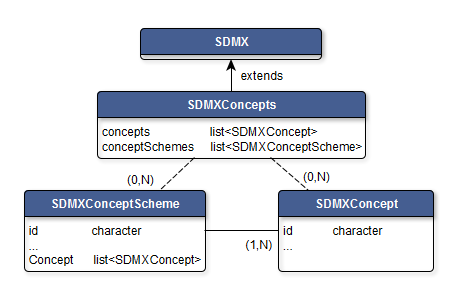 SDMX
extends
SDMXConcepts
concepts list<SDMXConcept>
conceptSchemes list<SDMXConceptScheme>
(0,N) (0,N)
SDMXConceptScheme
id character
...
Concept list<SDMXConcept>
(1,N)
SDMXConcept
id character
...